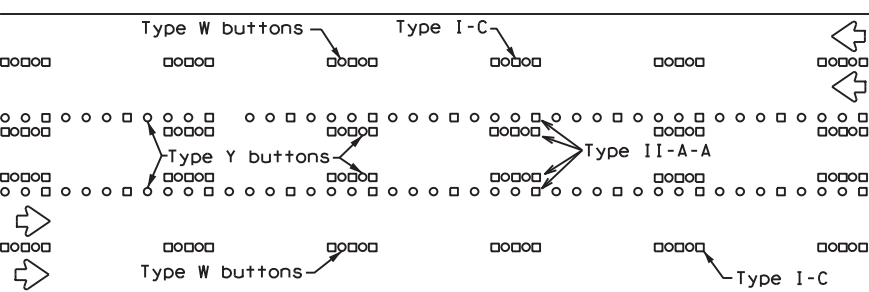 Type W buttons
Type I-C
Type Y buttons
Type II-A-A
Type W buttons
Type I-C